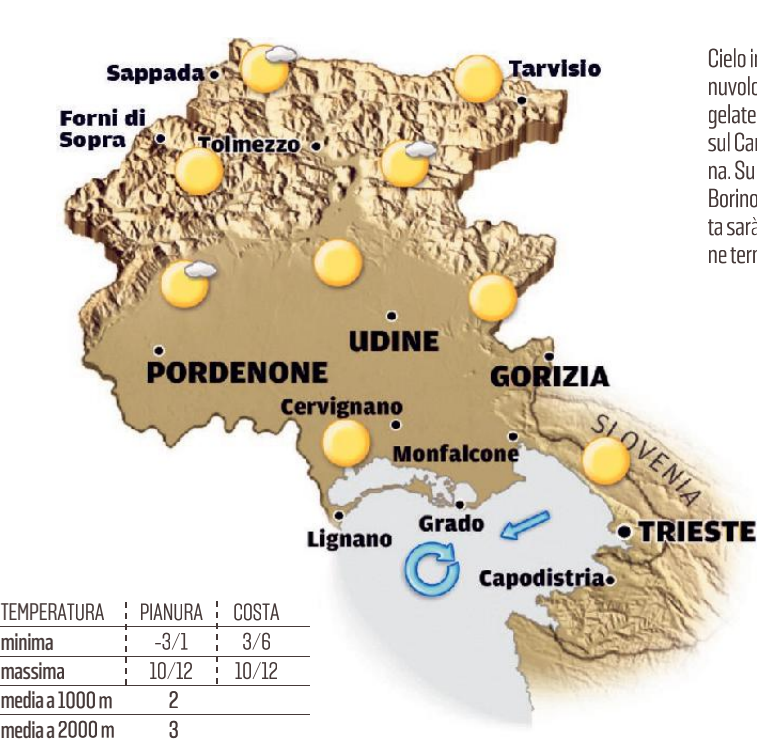 Cielo
nuvolo
gelate
sul Car
na. Su
Borino
ta sarà
ne terr
Sappada
Tarvisio
Forni di
Sopra
Tolmezzo
UDINE
PORDENONE
GORIZIA
Cervignano
SLOVENIA
Monfalcone
Grado
Lignano
TRIESTE
Capodistria
TEMPERATURA PIANURA COSTA
minima -3/1 3/6
massima 10/12 10/12
media a 1000 m 2
media a 2000 m 3